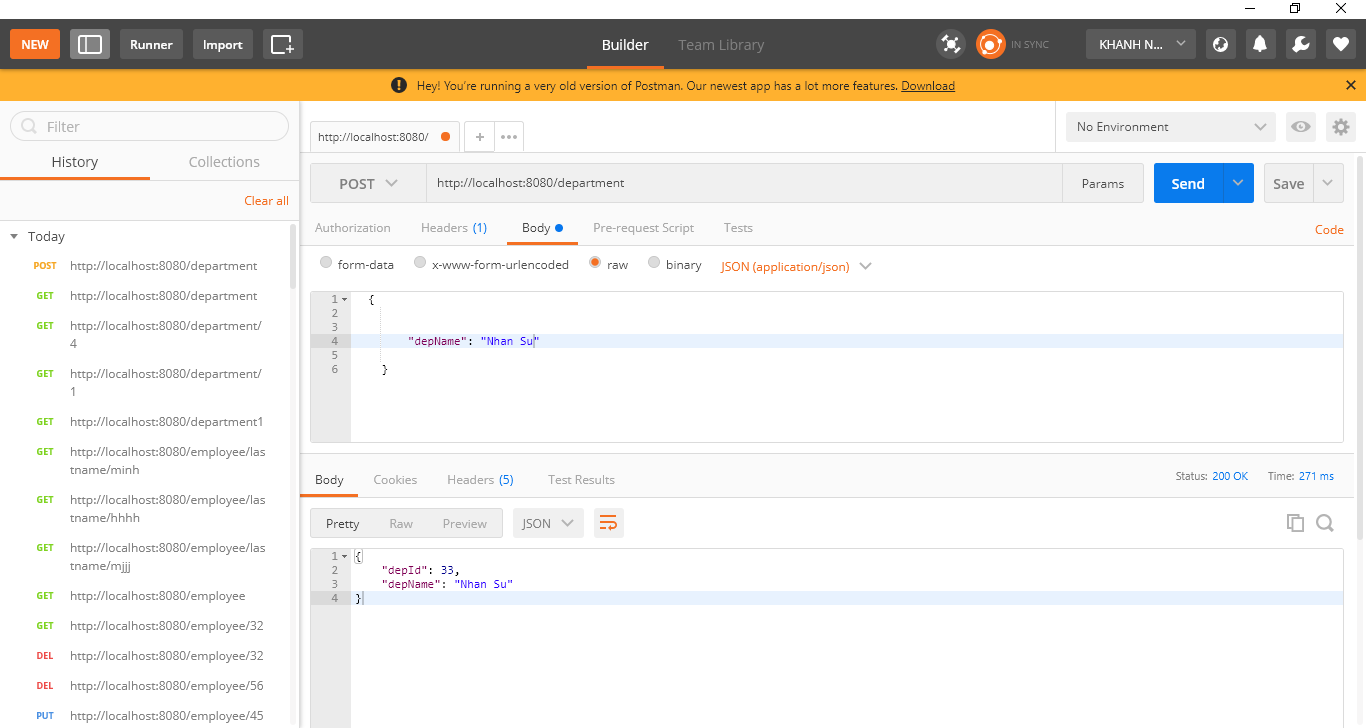 NEW
Runner
Import
Builder
Team Library
IN SYNC
KHANH N...
Hey! You're running a very old version of Postman. Our newest app has a lot more features. Download
Filter
History
Collections
Clear all
Today
POST http://localhost:8080/department
GET http://localhost:8080/department
GET http://localhost:8080/department/
4
GET http://localhost:8080/department/
1
GET http://localhost:8080/department1
GET http://localhost:8080/employee/las
tname/minh
GET http://localhost:8080/employee/las
tname/hhhh
GET http://localhost:8080/employee/las
tname/mjjj
GET http://localhost:8080/employee
GET http://localhost:8080/employee/32
DEL http://localhost:8080/employee/32
DEL http://localhost:8080/employee/56
PUT http://localhost:8080/employee/45
http://localhost:8080/
No Environment
POST
http://localhost:8080/department
Params
Send
Save
Authorization
Headers (1)
Body
Pre-request Script
Tests
Code
form-data
x-www-form-urlencoded
raw
binary
JSON (application/json)
1 {
2
3
4 "depName": "Nhan Su"
5
6 }
Body
Cookies
Headers (5)
Test Results
Status: 200 OK
Time: 271 ms
Pretty
Raw
Preview
JSON
1 {
2 "depId": 33,
3 "depName": "Nhan Su"
4 }